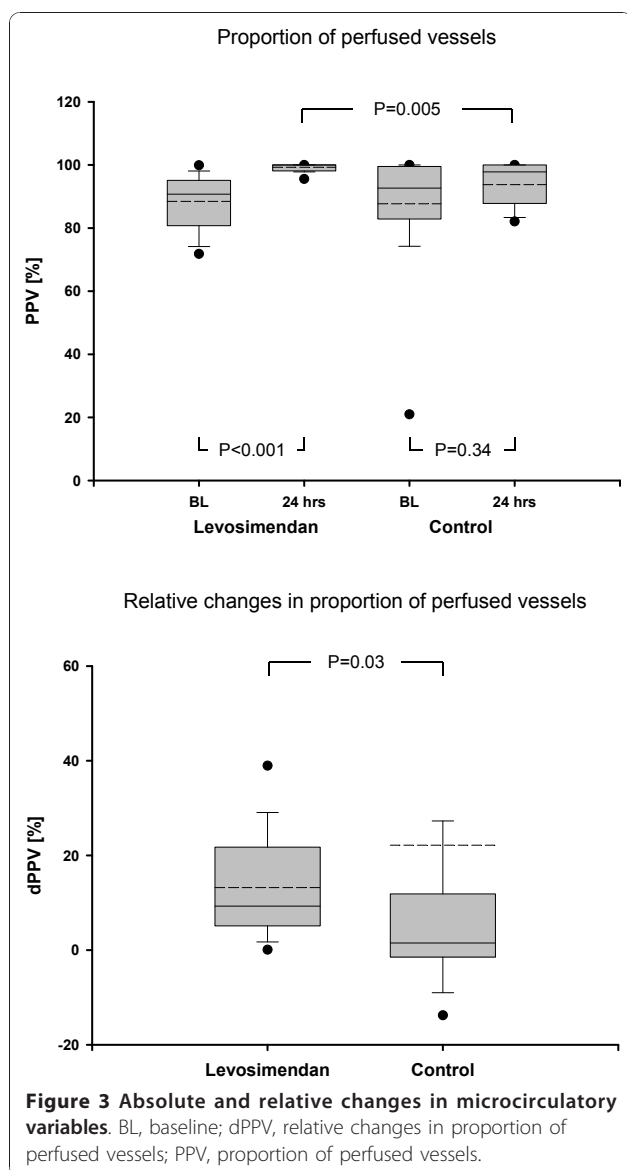 Proportion of perfused vessels
120
P=0.005
100
80
PPV [%]
60
40
20
P<0.001
P=0.34
0
BL
24 hrs
BL
24 hrs
Levosimendan
Control
Relative changes in proportion of perfused vessels
60
P=0.03
40
dPPV [%]
20
0
-20
Levosimendan
Control
Figure 3 Absolute and relative changes in microcirculatory
variables. BL, baseline; dPPV, relative changes in proportion of
perfused vessels; PPV, proportion of perfused vessels.